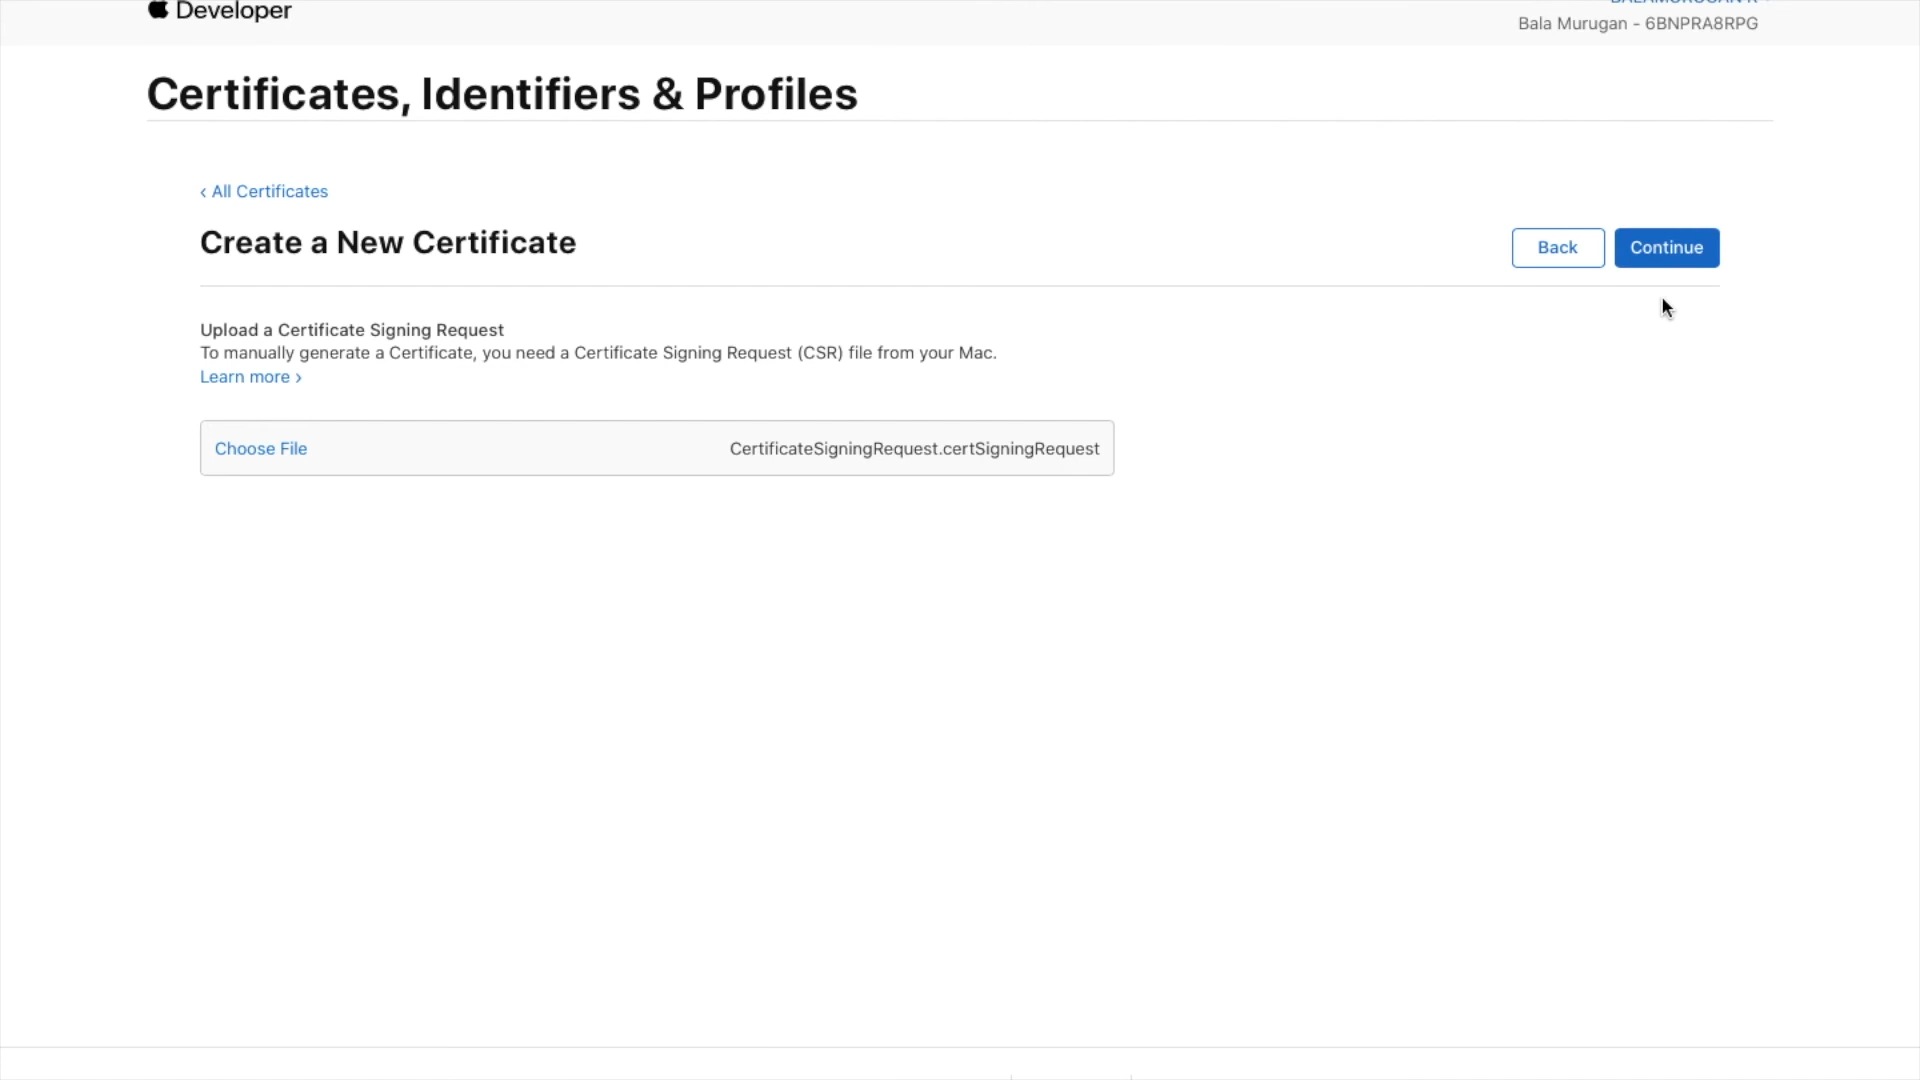 Developer
Bala Murugan - 6BNPRA8RPG
Certificates, Identifiers & Profiles
‹ All Certificates
Create a New Certificate
Back
Continue
Upload a Certificate Signing Request
To manually generate a Certificate, you need a Certificate Signing Request (CSR) file from your Mac.
Learn more ›
Choose File
CertificateSigningRequest.certSigningRequest